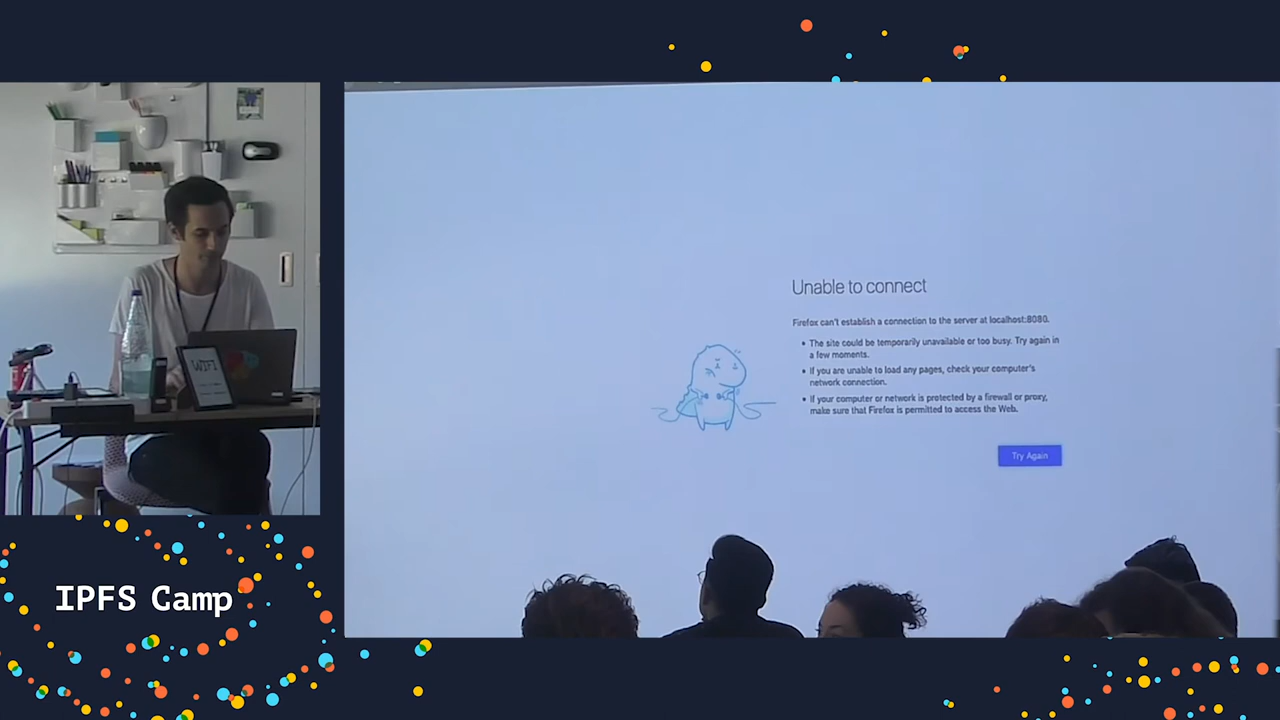 WIFI
IPFS Camp
Unable to connect
Firefox can't establish a connection to the server at localhost:8080.
• The site could be temporarily unavailable or too busy. Try again in
a few moments.
• If you are unable to load any pages, check your computer's
network connection.
• If your computer or network is protected by a firewall or proxy,
make sure that Firefox is permitted to access the Web.
Try Again